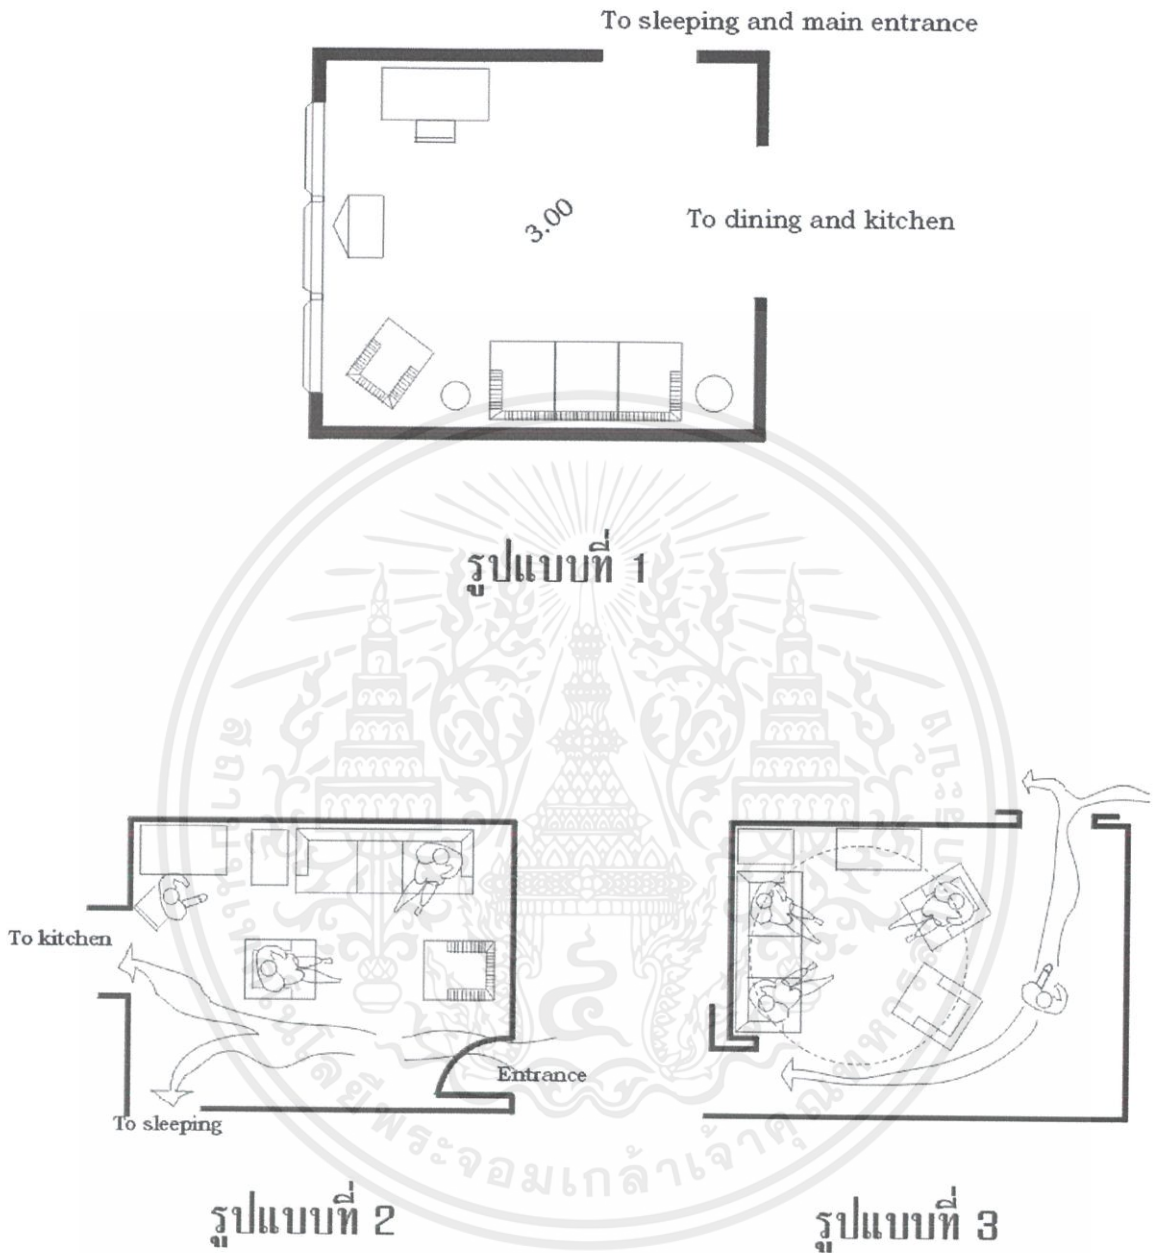 To sleeping and main entrance
3.00
To dining and kitchen
รูปแบบที่ 1
To kitchen
Entrance
To sleeping
รูปแบบที่ 2
รูปแบบที่ 3